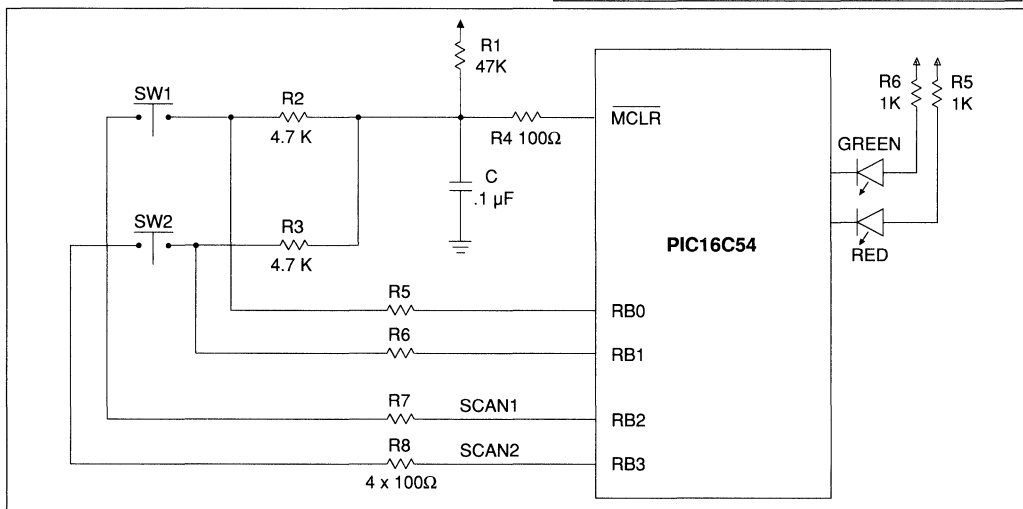 R1
47K
R6
1K
R5
1K
SW1
R2
4.7 K
MCLR
R4 100Ω
GREEN
C
.1 µF
SW2
R3
4.7 K
PIC16C54
RED
R5
RB0
R6
RB1
R7
SCAN1
RB2
R8
SCAN2
RB3
4 x 100Ω